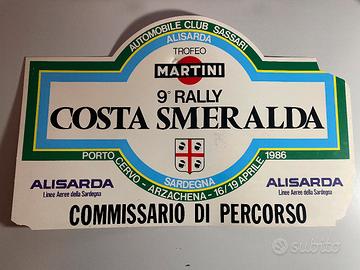 AUTOMOBILE CLUB SASSARI
ALISARDA
TROFEO
MARTINI
9° RALLY
COSTA SMERALDA
PORTO CERVO - ARZACHENA - 16/19 APRILE 1986
SARDEGNA
ALISARDA
Linee Aeree della Sardegna
ALISARDA
Linee Aeree della Sardegna
COMMISSARIO DI PERCORSO
subito